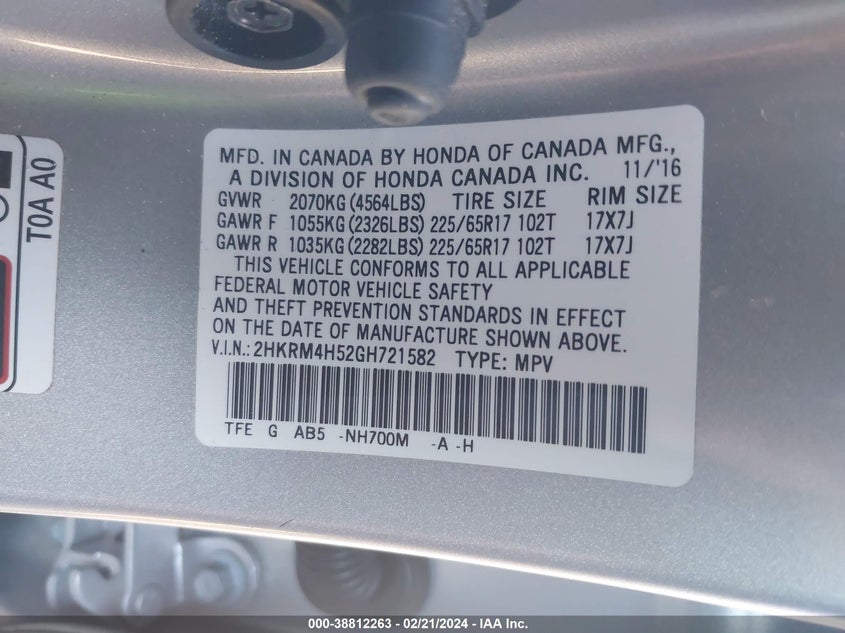 MFD. IN CANADA BY HONDA OF CANADA MFG.,
A DIVISION OF HONDA CANADA INC. 11/'16
GVWR 2070KG(4564LBS) TIRE SIZE RIM SIZE
GAWR F 1055KG(2326LBS) 225/65R17 102T 17X7J
GAWR R 1035KG(2282LBS) 225/65R17 102T 17X7J
THIS VEHICLE CONFORMS TO ALL APPLICABLE
FEDERAL MOTOR VEHICLE SAFETY
AND THEFT PREVENTION STANDARDS IN EFFECT
ON THE DATE OF MANUFACTURE SHOWN ABOVE.
V.I.N.: 2HKRM4H52GH721582 TYPE: MPV
TFE G AB5 -NH700M -A -H
T0A A0
000-38812263 - 02/21/2024 - IAA Inc.